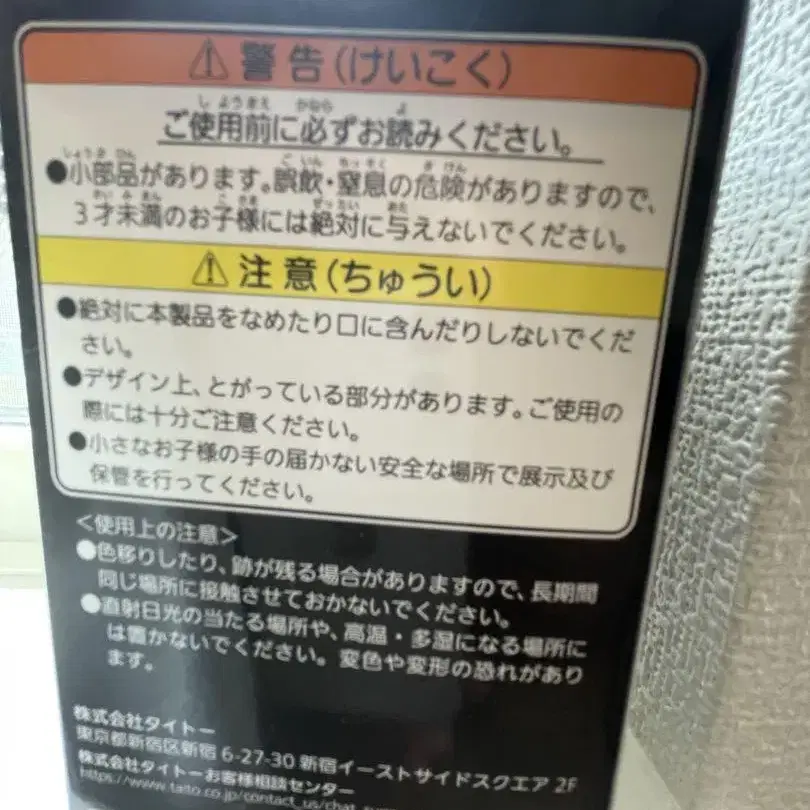 ⚠警告(けいこく)
ご使用前に必ずお読みください。
●小部品があります。誤飲・窒息の危険がありますので、
3才未満のお子様には絶対に与えないでください。
⚠注意(ちゅうい)
●絶対に本製品をなめたり口に含んだりしないでくだ
さい。
●デザイン上、とがっている部分があります。ご使用の
際には十分ご注意ください。
●小さなお子様の手の届かない安全な場所で展示及び
保管を行ってください。
<使用上の注意>
●色移りしたり、跡が残る場合がありますので、長期間
同じ場所に接触させておかないでください。
●直射日光の当たる場所や、高温・多湿になる場所に
は置かないでください。変色や変形の恐れがあり
ます。
株式会社タイトー
東京都新宿区新宿6-27-30 新宿イーストサイドスクエア 2F
株式会社タイトーお客様相談センター
https://www.taito.co.jp/contact_us/chat